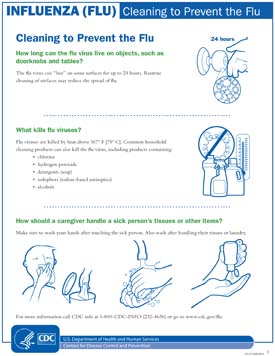 INFLUENZA (FLU) Cleaning to Prevent the Flu
Cleaning to Prevent the Flu
24 hours
How long can the flu virus live on objects, such as
doorknobs and tables?
The flu virus can "live" on some surfaces for up to 24 hours. Routine
cleaning of surfaces may reduce the spread of flu.
What kills flu viruses?
Flu viruses are killed by heat above 167° F [75° C]. Common household
cleaning products can also kill the flu virus, including products containing:
• chlorine
• hydrogen peroxide
• detergents (soap)
• iodophors (iodine-based antiseptics)
• alcohols
How should a caregiver handle a sick person's tissues or other items?
Make sure to wash your hands after touching the sick person. Also wash after handling their tissues or laundry.
For more information call CDC info at 1-800-CDC-INFO (232-4636) or go to www.cdc.gov/flu.
CDC
U.S. Department of Health and Human Services
Centers for Disease Control and Prevention
1